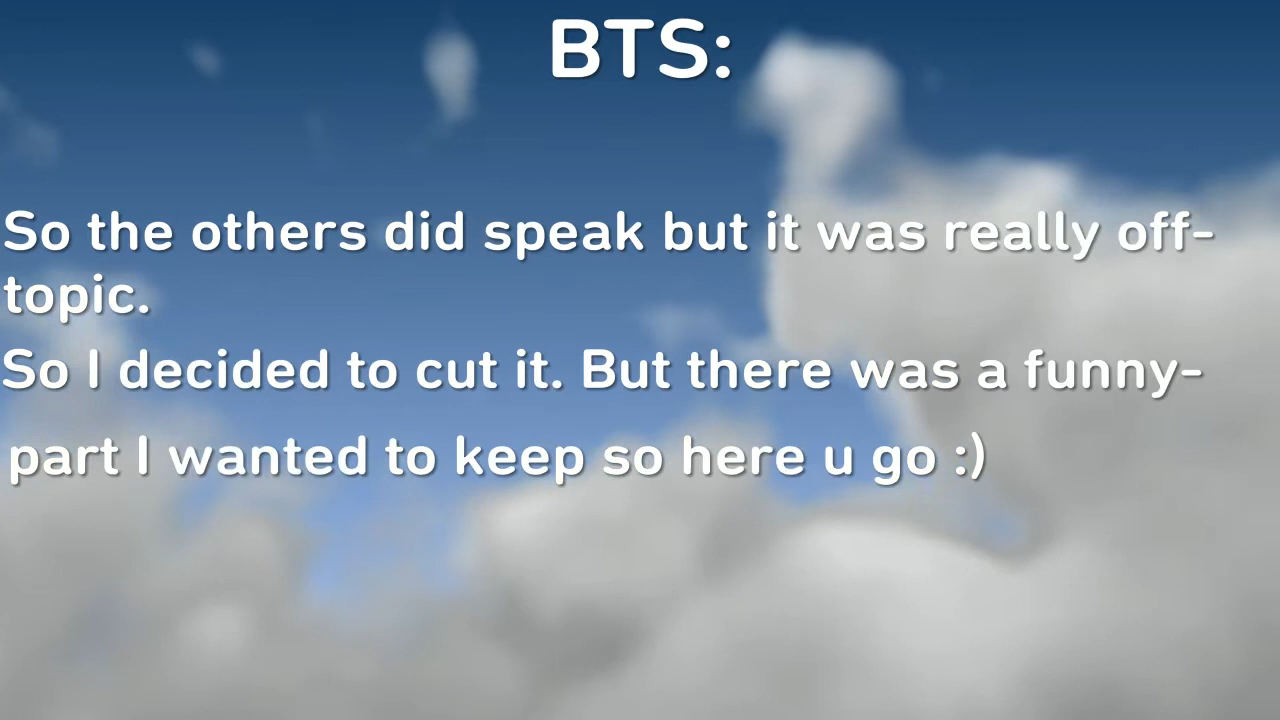 BTS:
So the others did speak but it was really off-
topic.
So I decided to cut it. But there was a funny-
part I wanted to keep so here u go :)